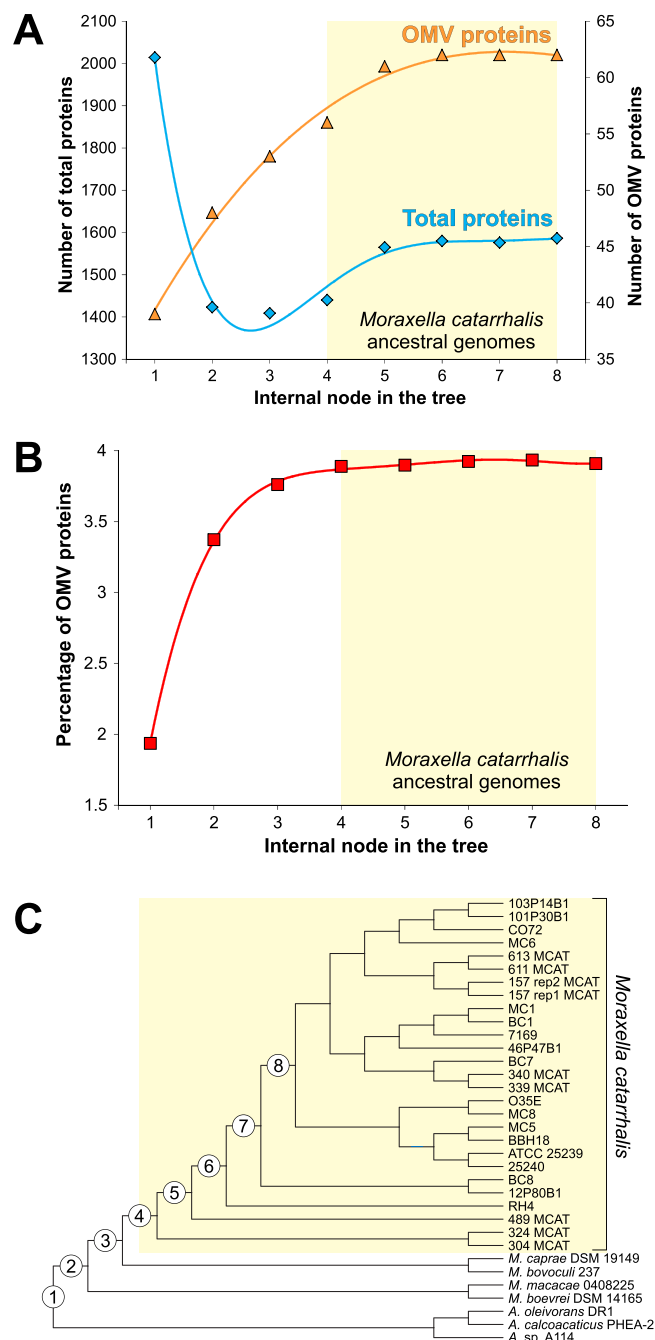 A
2100
2000
1900
1800
1700
1600
1500
1400
1300
Number of total proteins
65
60
55
50
45
40
35
Number of OMV proteins
OMV proteins
Total proteins
Moraxella catarrhalis
ancestral genomes
1 2 3 4 5 6 7 8
Internal node in the tree
B
4
3.5
3
2.5
2
1.5
Percentage of OMV proteins
Moraxella catarrhalis
ancestral genomes
1 2 3 4 5 6 7 8
Internal node in the tree
C
103P14B1
101P30B1
CO72
MC6
613 MCAT
611 MCAT
157 rep2 MCAT
157 rep1 MCAT
MC1
BC1
7169
46P47B1
BC7
340 MCAT
339 MCAT
O35E
MC8
MC5
BBH18
ATCC 25239
25240
BC8
12P80B1
RH4
489 MCAT
324 MCAT
304 MCAT
M. caprae DSM 19149
M. bovoculi 237
M. macacae 0408225
M. boevrei DSM 14165
A. oleivorans DR1
A. calcoacaticus PHEA-2
A. sp. A114
Moraxella catarrhalis
8
7
6
5
4
3
2
1